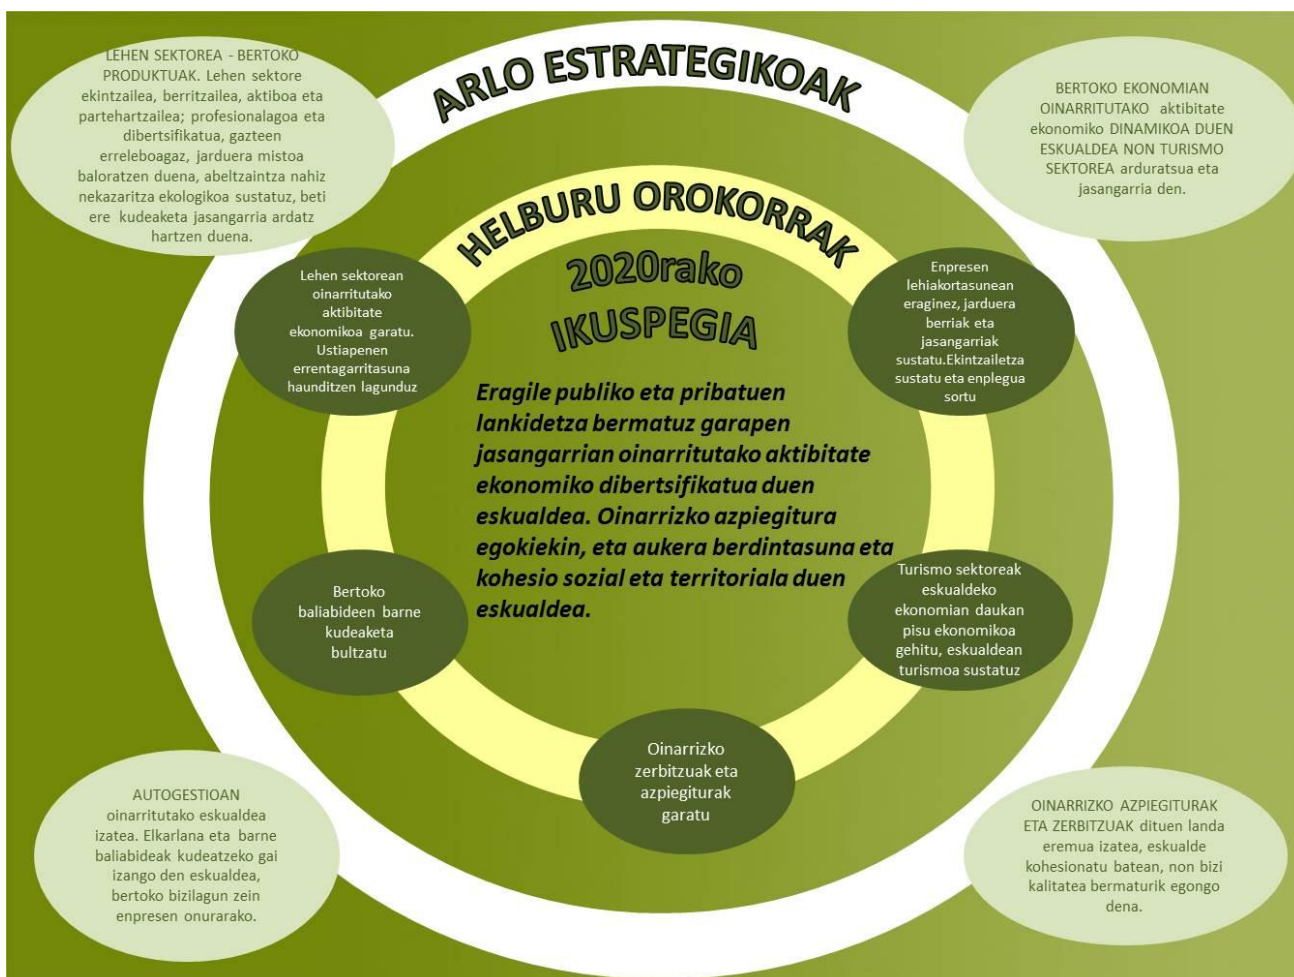 LEHEN SEKTOREA - BERTOKO
PRODUKTUAK. Lehen sektore
ekintzailea, berritzailea, aktiboa eta
partehartzailea; profesionalagoa eta
dibertsifikatua, gazteen
erreleboagaz, jarduera mistoa
baloratzen duena, abeltzaintza nahiz
nekazaritza ekologikoa sustatuz, beti
ere kudeaketa jasangarria ardatz
hartzen duena.
ARLO ESTRATEGIKOAK
BERTOKO EKONOMIAN
OINARRITUTAKO aktibitate
ekonomiko DINAMIKOA DUEN
ESKUALDEA NON TURISMO
SEKTOREA arduratsua eta
jasangarria den.
HELBURU OROKORRAK
2020rako
IKUSPEGIA
Lehen sektorean
oinarritutako
aktibitate
ekonomikoa garatu.
Ustiapenen
errentagarritasuna
haunditzen lagunduz
Enpresen
lehiakortasunean
eraginez, jarduera
berriak eta
jasangarriak
sustatu.Ekintzailetza
sustatu eta enplegua
sortu
Eragile publiko eta pribatuen
lankidetza bermatuz garapen
jasangarrian oinarritutako aktibitate
ekonomiko dibertsifikatua duen
eskualdea. Oinarrizko azpiegitura
egokiekin, eta aukera berdintasuna eta
kohesio sozial eta territoriala duen
eskualdea.
Bertoko
baliabideen barne
kudeaketa
bultzatu
Turismo sektoreak
eskualdeko
ekonomian daukan
pisu ekonomikoa
gehitu, eskualdean
turismoa sustatuz
Oinarrizko
zerbitzuak eta
azpiegiturak
garatu
AUTOGESTIOAN
oinarritutako eskualdea
izatea. Elkarlana eta barne
baliabideak kudeatzeko gai
izango den eskualdea,
bertoko bizilagun zein
enpresen onurarako.
OINARRIZKO AZPIEGITURAK
ETA ZERBITZUAK dituen landa
eremua izatea, eskualde
kohesionatu batean, non bizi
kalitatea bermaturik egongo
dena.